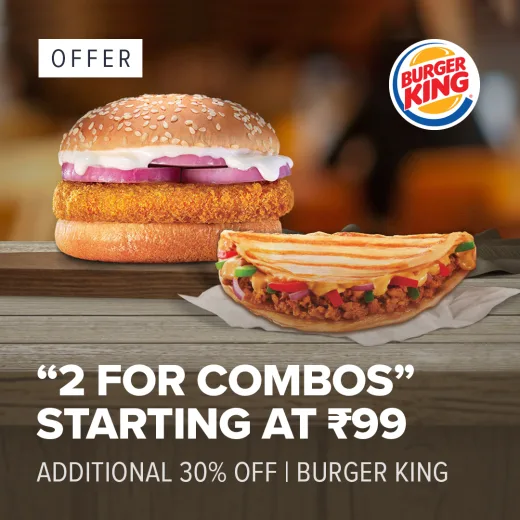 OFFER
BURGER
KING
“2 FOR COMBOS”
STARTING AT ₹99
ADDITIONAL 30% OFF | BURGER KING